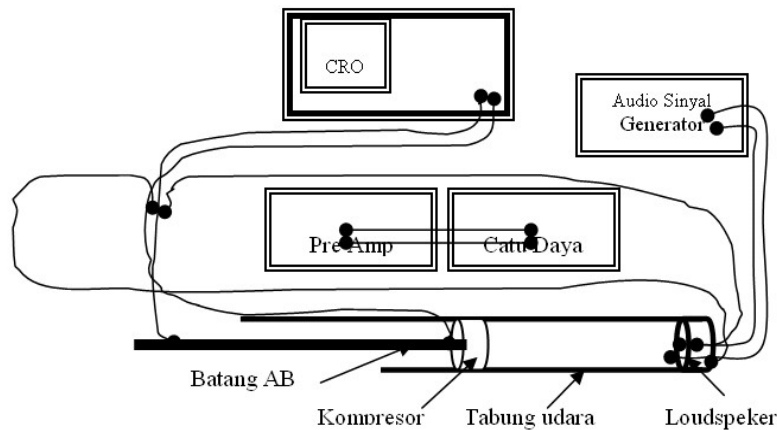 CRO
Audio Sinyal
Generator
Pre-Amp
Catu Daya
Batang AB
Kompresor
Tabung udara
Loudspeker